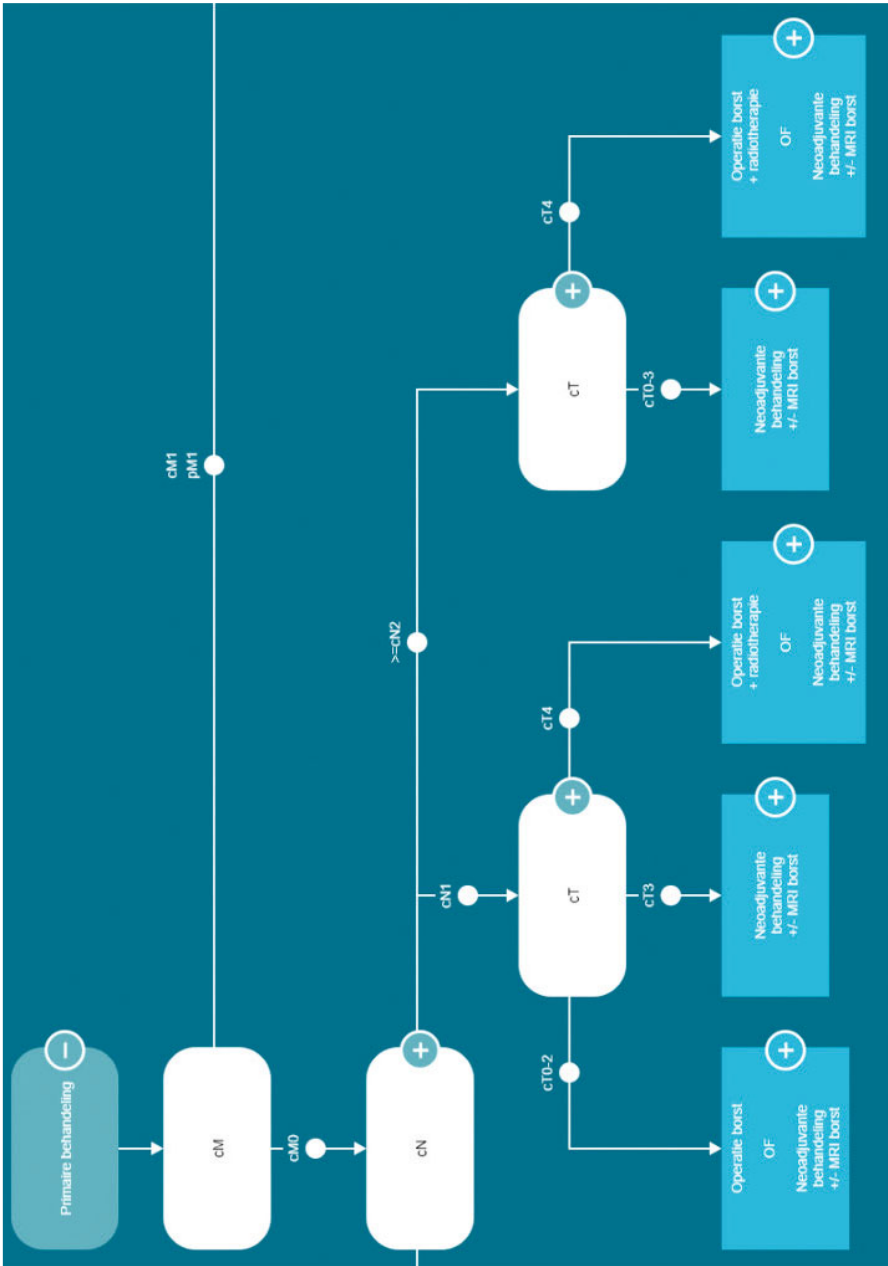 Primaire behandeling
cM
cM0
cM1
pM1
cN
cN1
>=cN2
cT
cT0-2
cT3
cT4
cT
cT0-3
cT4
Operatie borst
OF
Neoadjuvante
behandeling
+/- MRI borst
Neoadjuvante
behandeling
+/- MRI borst
Operatie borst
+ radiotherapie
OF
Neoadjuvante
behandeling
+/- MRI borst
Neoadjuvante
behandeling
+/- MRI borst
Operatie borst
+ radiotherapie
OF
Neoadjuvante
behandeling
+/- MRI borst